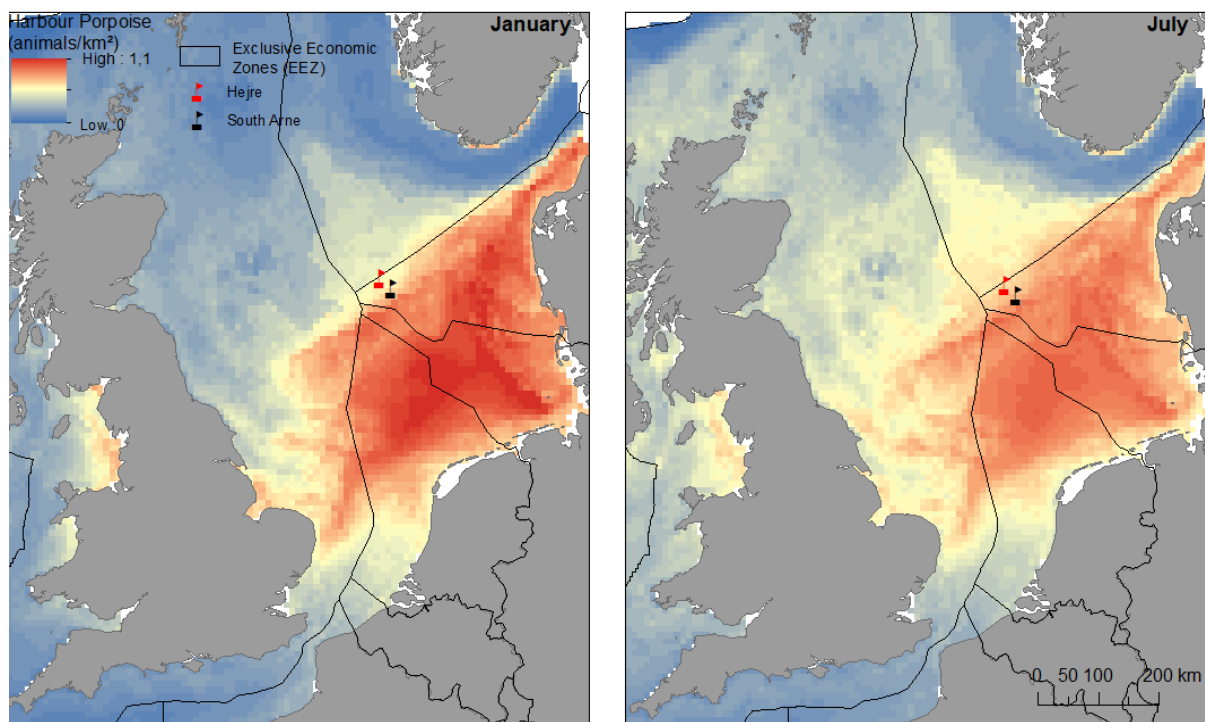 Harbour Porpoise
(animals/km²)
High : 1,1
Low :0
Exclusive Economic
Zones (EEZ)
Hejre
South Arne
January
July
0 50 100 200 km